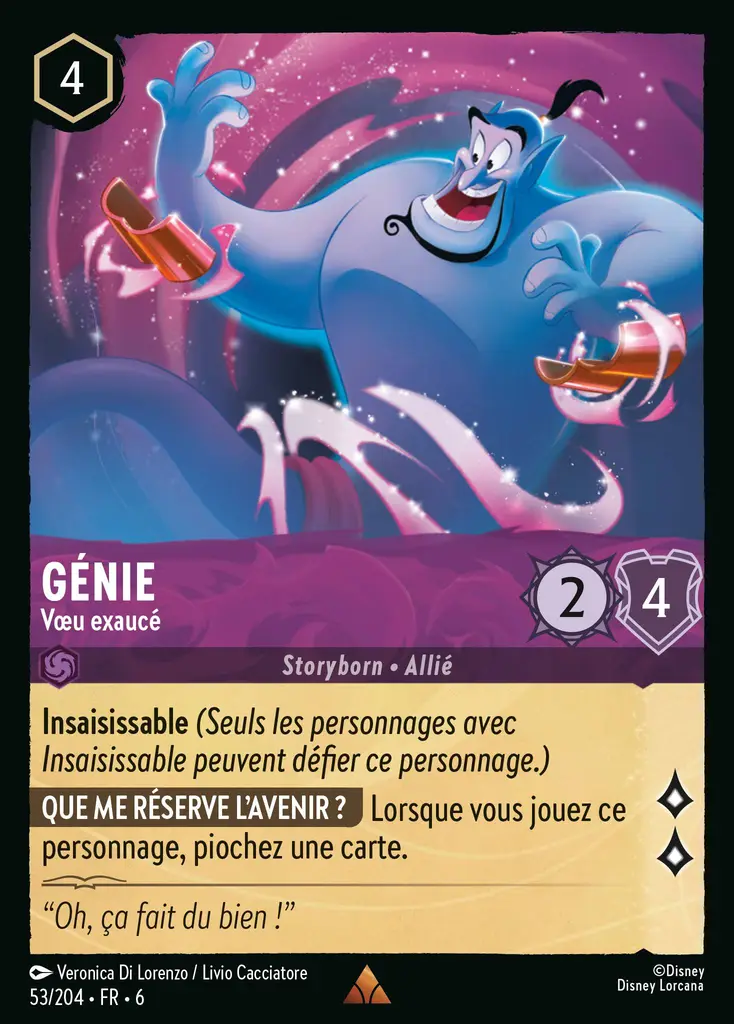 4
GÉNIE
Vœu exaucé
2
4
Storyborn • Allié
Insaisissable (Seuls les personnages avec
Insaisissable peuvent défier ce personnage.)
QUE ME RÉSERVE L'AVENIR ? Lorsque vous jouez ce
personnage, piochez une carte.
“Oh, ça fait du bien !”
Veronica Di Lorenzo / Livio Cacciatore
53/204 • FR • 6
©Disney
Disney Lorcana